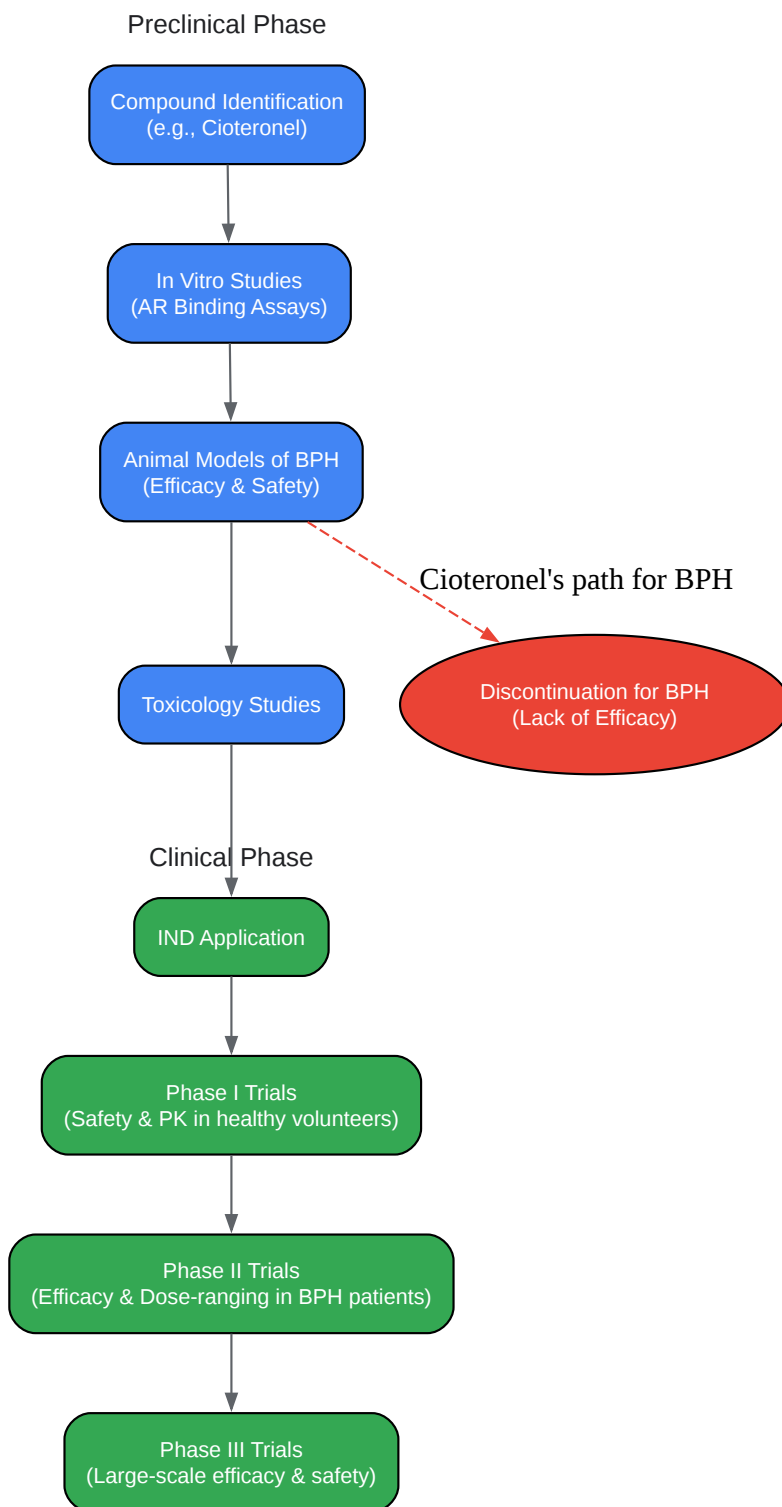 Preclinical Phase
Compound Identification
(e.g., Cioteronel)
In Vitro Studies
(AR Binding Assays)
Animal Models of BPH
(Efficacy & Safety)
Cioteronel's path for BPH
Toxicology Studies
Discontinuation for BPH
(Lack of Efficacy)
Clinical Phase
IND Application
Phase I Trials
(Safety & PK in healthy volunteers)
Phase II Trials
(Efficacy & Dose-ranging in BPH patients)
Phase III Trials
(Large-scale efficacy & safety)